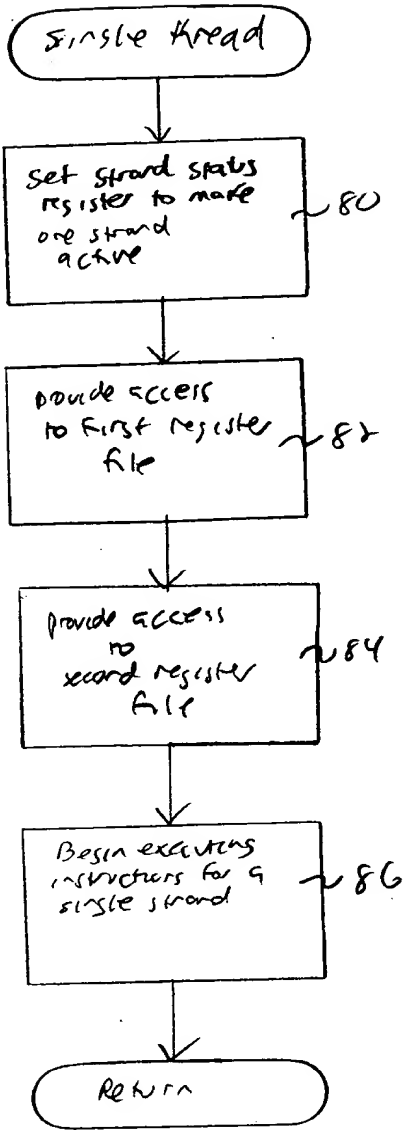 Single thread
Set strand status
register to make
one strand
active
80
provide access
to first register
file
82
provide access
to
second register
file
84
Begin executing
instructions for a
single strand
86
Return